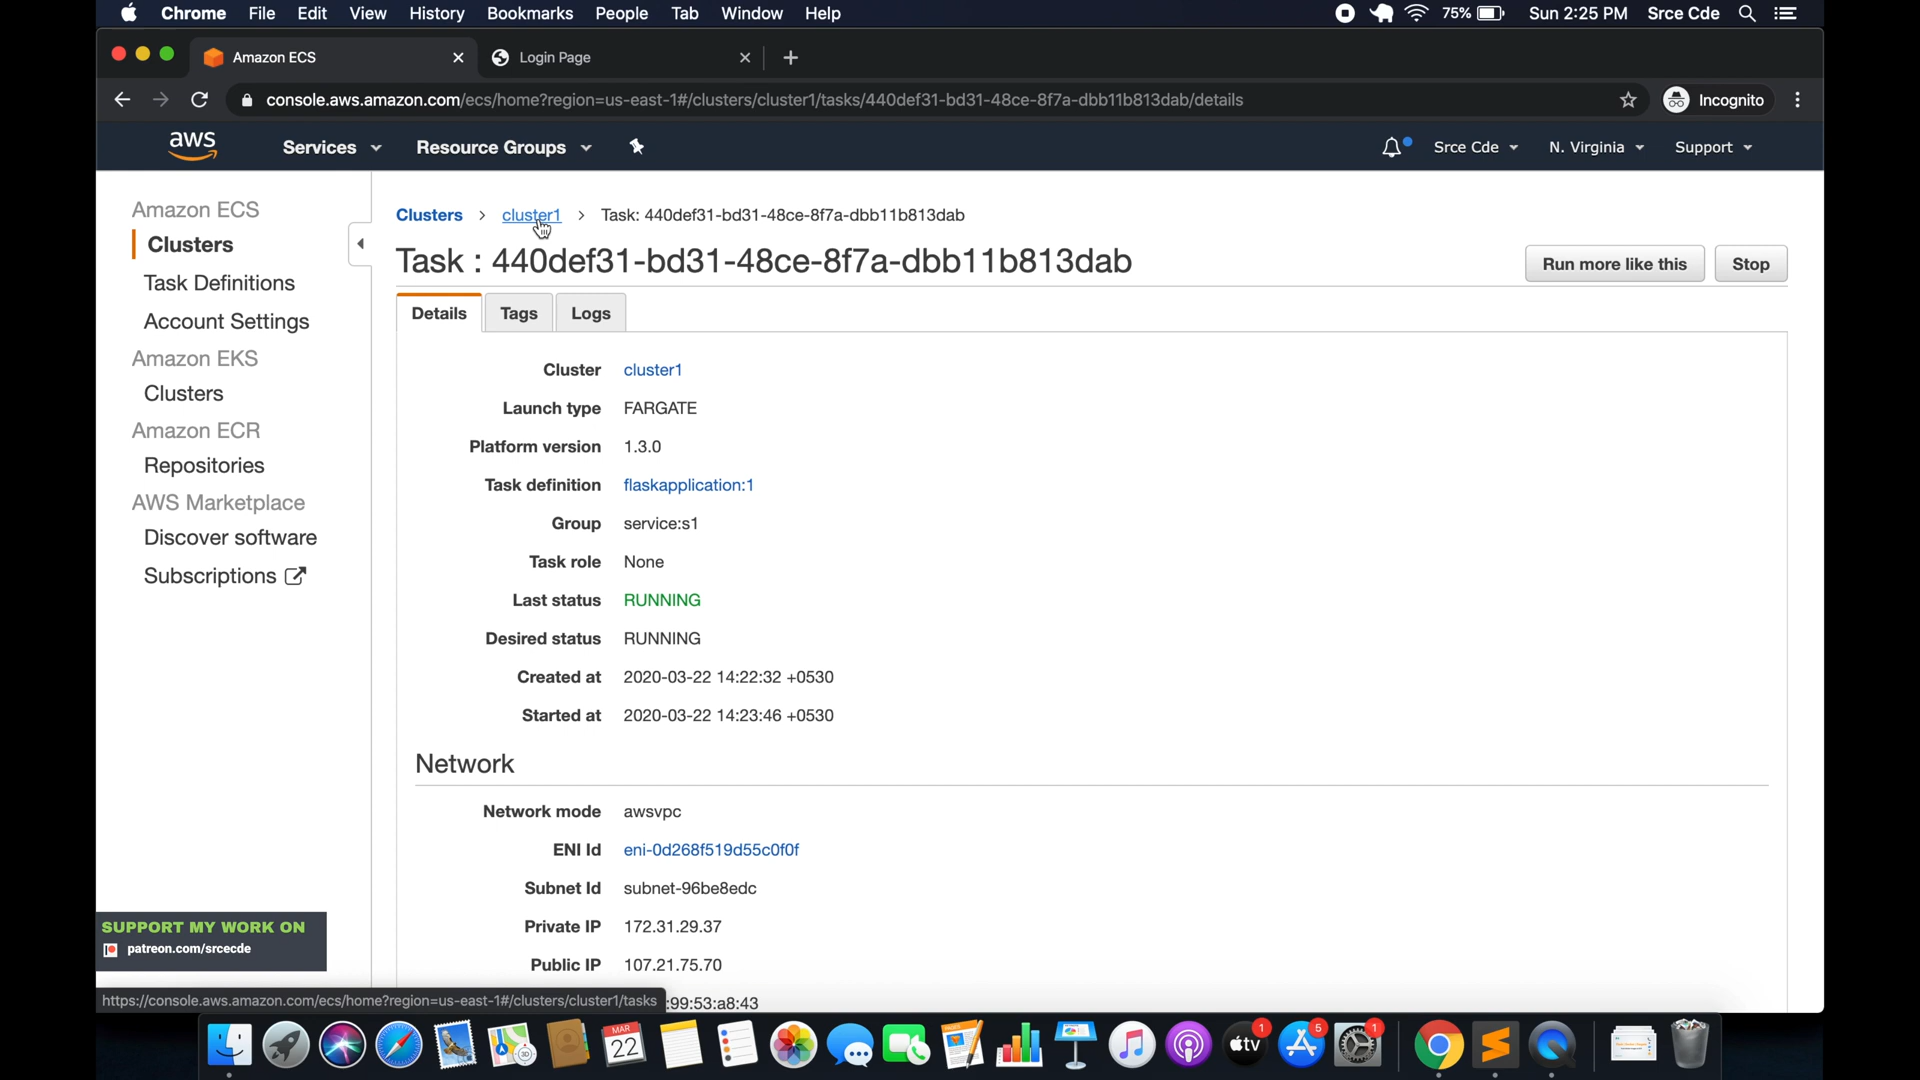 Chrome File Edit View History Bookmarks People Tab Window Help 75% Sun 2:25 PM Srce Cde
Amazon ECS Login Page
console.aws.amazon.com/ecs/home?region=us-east-1#/clusters/cluster1/tasks/440def31-bd31-48ce-8f7a-dbb11b813dab/details Incognito
aws Services Resource Groups Srce Cde N. Virginia Support
Amazon ECS
Clusters
Task Definitions
Account Settings
Amazon EKS
Clusters
Amazon ECR
Repositories
AWS Marketplace
Discover software
Subscriptions
Clusters > cluster1 > Task: 440def31-bd31-48ce-8f7a-dbb11b813dab
Task : 440def31-bd31-48ce-8f7a-dbb11b813dab
Run more like this Stop
Details Tags Logs
Cluster cluster1
Launch type FARGATE
Platform version 1.3.0
Task definition flaskapplication:1
Group service:s1
Task role None
Last status RUNNING
Desired status RUNNING
Created at 2020-03-22 14:22:32 +0530
Started at 2020-03-22 14:23:46 +0530
Network
Network mode awsvpc
ENI Id eni-0d268f519d55c0f0f
Subnet Id subnet-96be8edc
Private IP 172.31.29.37
Public IP 107.21.75.70
:99:53:a8:43
SUPPORT MY WORK ON
patreon.com/srcecde
https://console.aws.amazon.com/ecs/home?region=us-east-1#/clusters/cluster1/tasks
MAR
22
3D
tv
1
5
1